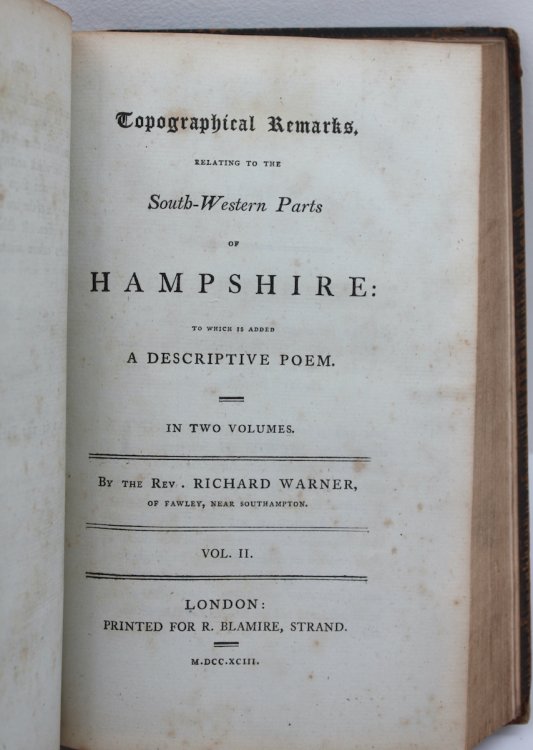 Topographical Remarks,
RELATING TO THE
South-Western Parts
OF
HAMPSHIRE:
TO WHICH IS ADDED
A DESCRIPTIVE POEM.
IN TWO VOLUMES.
BY THE REV. RICHARD WARNER,
OF FAWLEY, NEAR SOUTHAMPTON.
VOL. II.
LONDON:
PRINTED FOR R. BLAMIRE, STRAND.
M.DCC.XCIII.